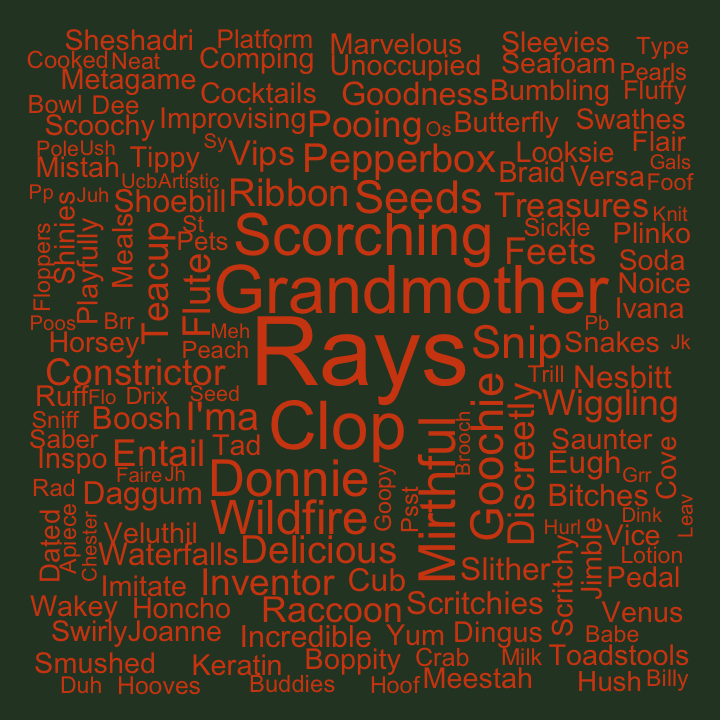 Sheshadri Platform Marvelous Sleevies Type
Cooked Neat Comping Unoccupied Seafoam Pearls
Metagame Cocktails Goodness Bumbling Fluffy
Bowl Dee Improvising Pooing Os Butterfly Swathes
Scoochy Sy Looksie Flair
Pole Ush Tippy Vips Pepperbox Braid Versa Gals
Mistah UcbArtistic Foof
Pp Juh Shoebill Ribbon Seeds Treasures Knit
Floppers Shinies Playfully Meals Teacup St Pets Flute Scorching Sickle Plinko
Feets Soda
Grandmother Noice
Ivana
Poos Brr Meh Rays Pb
Horsey Peach Snip Snakes Jk
Constrictor Trill Nesbitt
Ruff Flo Drix Seed Wiggling
Sniff Boosh I'ma Clop Mirthful Brooch Goochie Discreetly
Saber Saunter
Inspo Entail Tad Eugh Grr Cove
Faire Jh Donnie Goopy Psst
Rad Daggum Bitches Leav
Dated Apiece Chester Veluthil Wildfire Hurl Dink Vice
Waterfalls Delicious Scritchy Jimble Lotion
Imitate Inventor Cub Slither Pedal
Wakey Honcho Raccoon Scritchies Venus
Swirly Joanne Incredible Yum Dingus Babe
Smushed Keratin Boppity Crab Milk Toadstools
Duh Hooves Buddies Hoof Meestah Hush Billy